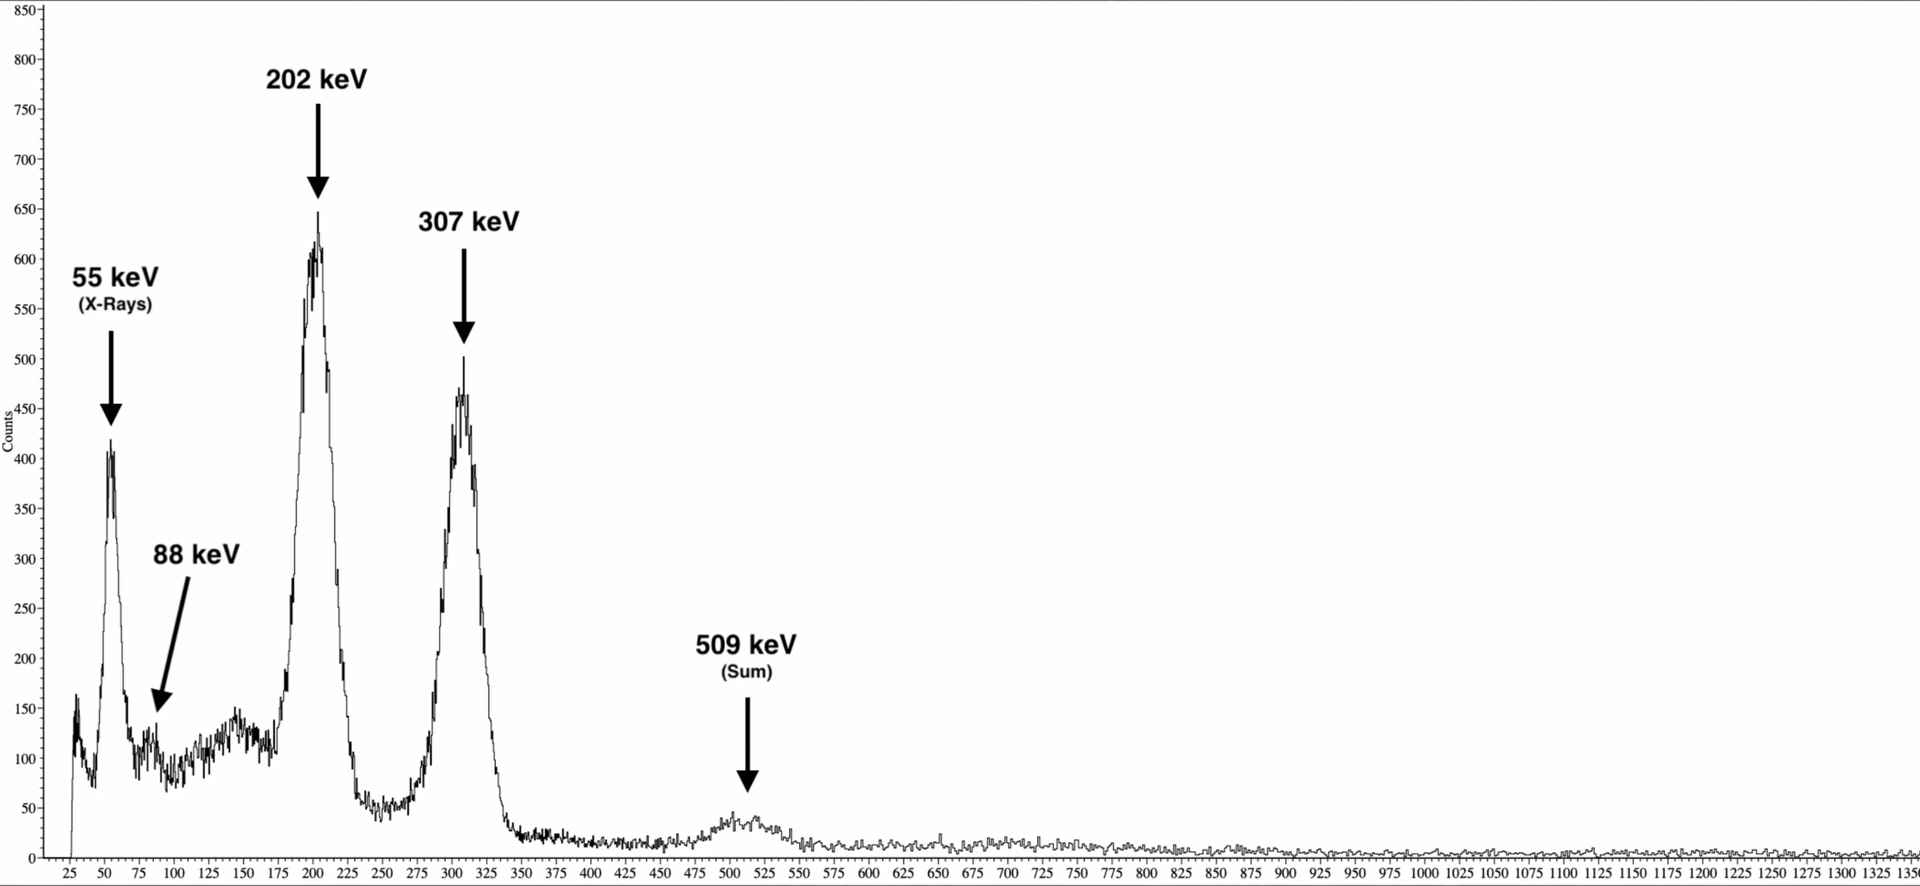 850
800
750
700
650
600
550
500
450
400
350
300
250
200
150
100
50
0
Counts
202 keV
307 keV
55 keV
(X-Rays)
88 keV
509 keV
(Sum)
25 50 75 100 125 150 175 200 225 250 275 300 325 350 375 400 425 450 475 500 525 550 575 600 625 650 675 700 725 750 775 800 825 850 875 900 925 950 975 1000 1025 1050 1075 1100 1125 1150 1175 1200 1225 1250 1275 1300 1325